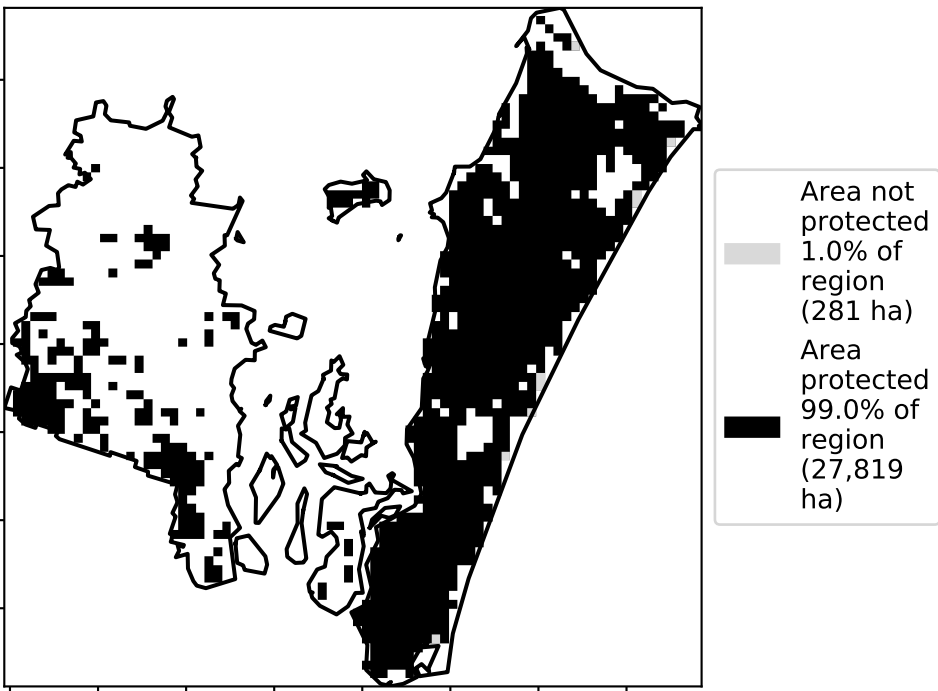 Area not
protected
1.0% of
region
(281 ha)
Area
protected
99.0% of
region
(27,819
ha)